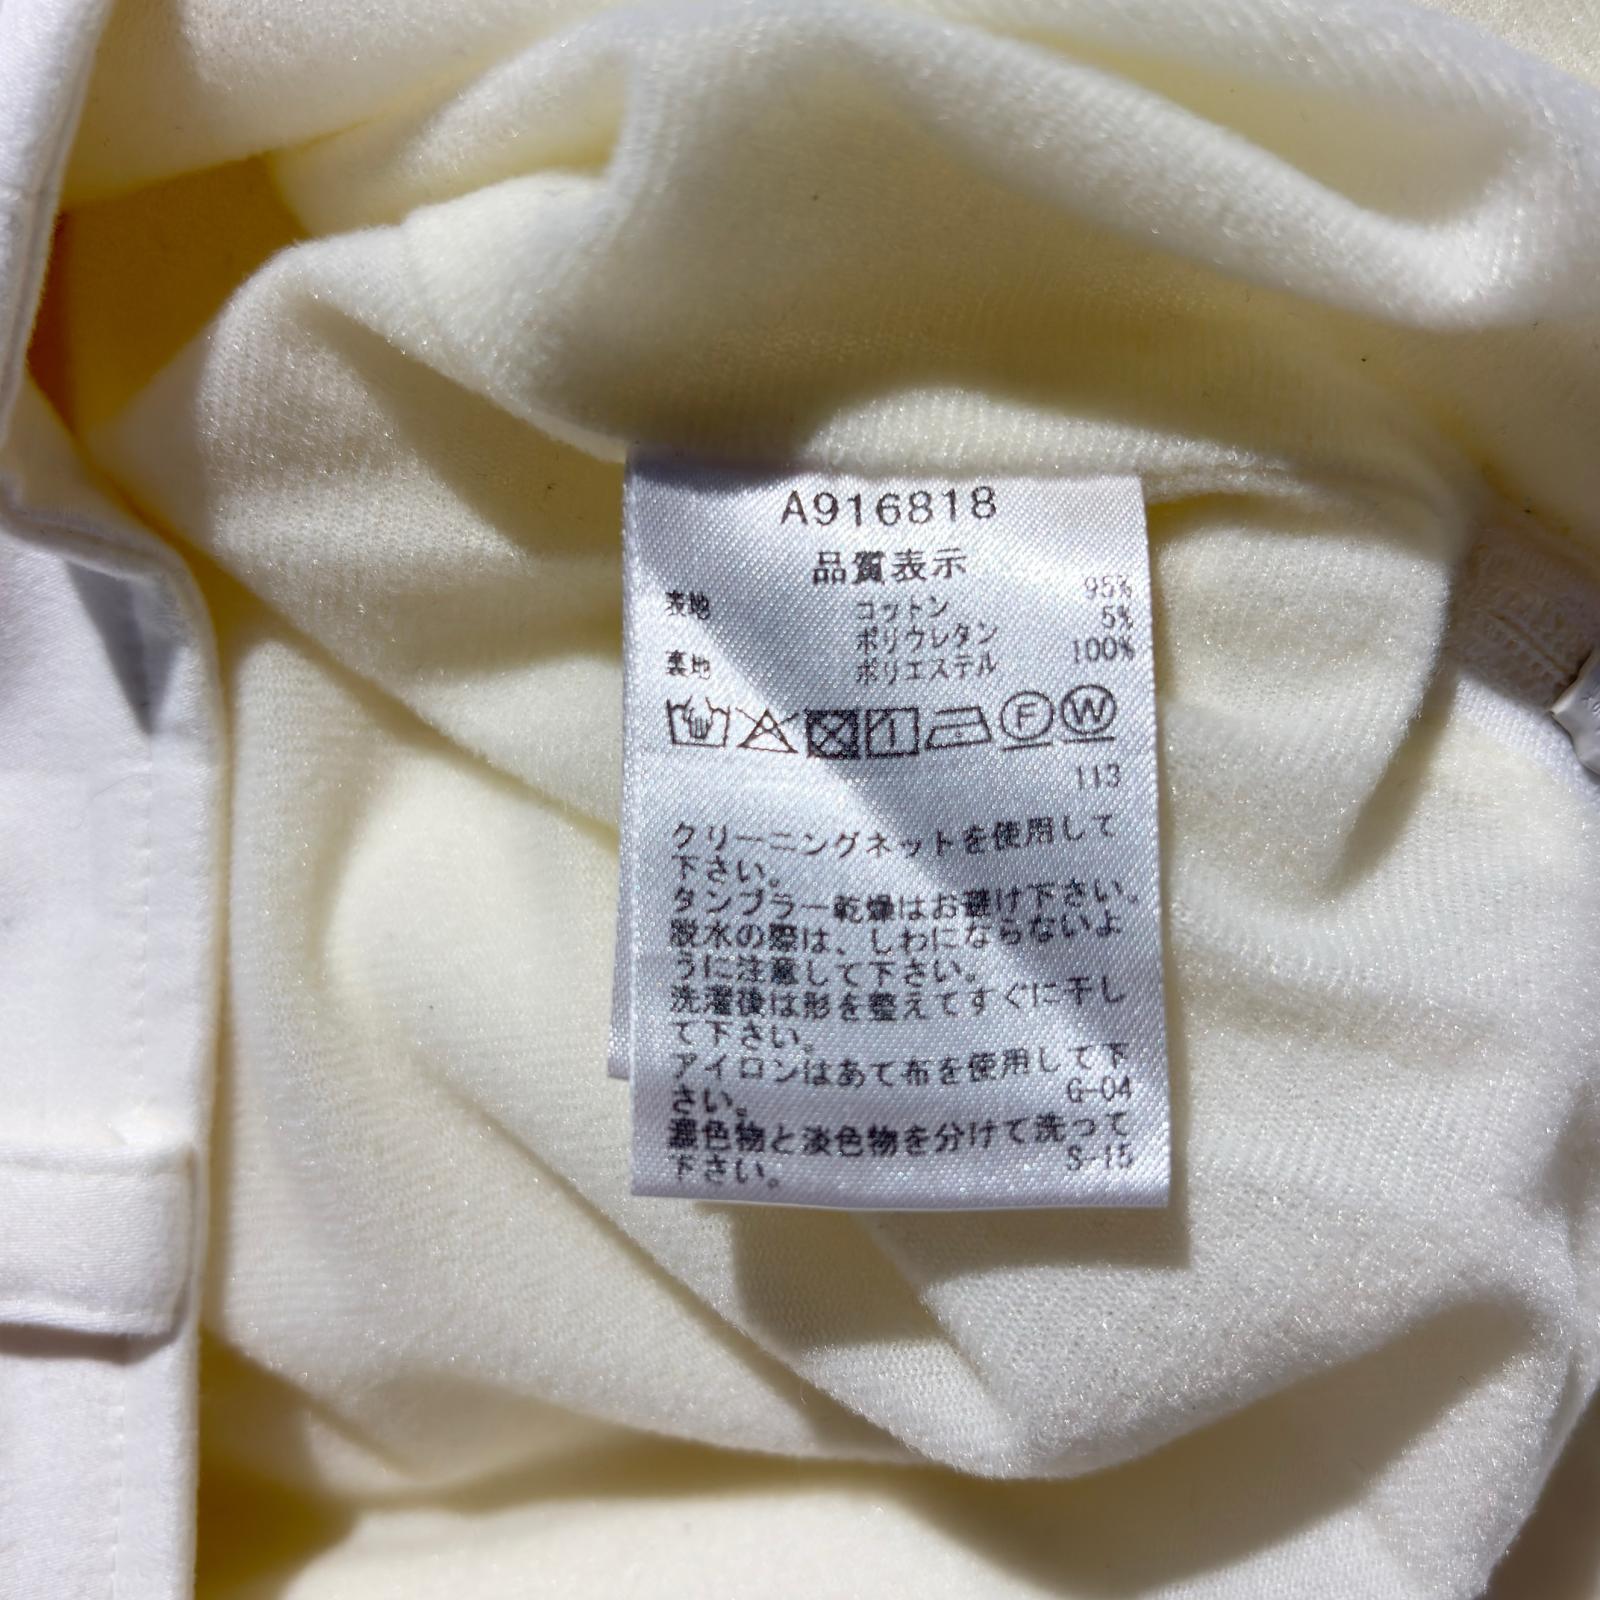 A916818
品質表示
表地 コットン 95%
ポリウレタン 5%
裏地 ポリエステル 100%
F W
113
クリーニングネットを使用して
下さい。
タンブラー乾燥はお避け下さい。
脱水の際は、しわにならないよ
うに注意して下さい。
洗濯後は形を整えてすぐに干し
て下さい。
アイロンはあて布を使用して下
さい。 G-04
濃色物と淡色物を分けて洗って
下さい。 S-15